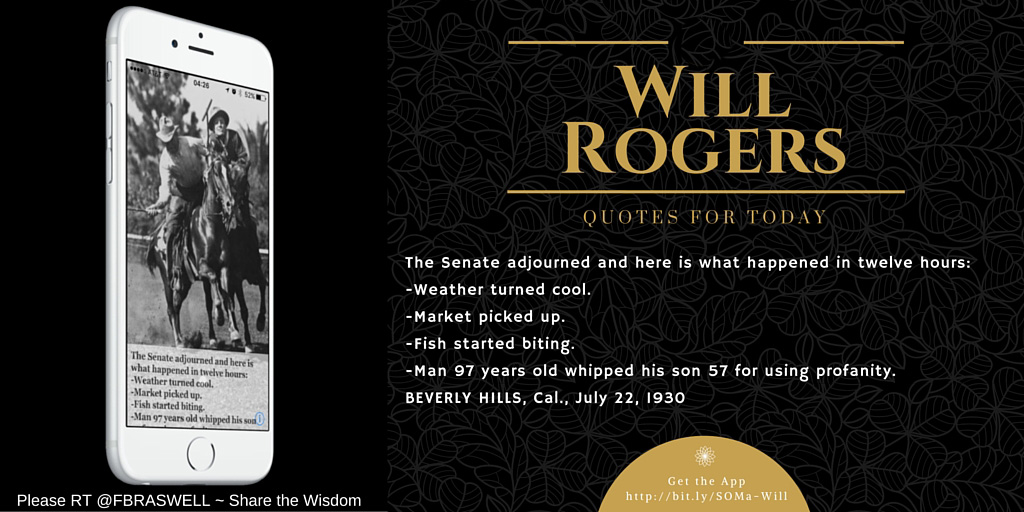 04:26
52%
The Senate adjourned and here is
what happened in twelve hours:
-Weather turned cool.
-Market picked up.
-Fish started biting.
-Man 97 years old whipped his son
Please RT @FBRASWELL ~ Share the Wisdom
WILL
ROGERS
QUOTES FOR TODAY
The Senate adjourned and here is what happened in twelve hours:
-Weather turned cool.
-Market picked up.
-Fish started biting.
-Man 97 years old whipped his son 57 for using profanity.
BEVERLY HILLS, Cal., July 22, 1930
Get the App
http://bit.ly/SOMa-Will